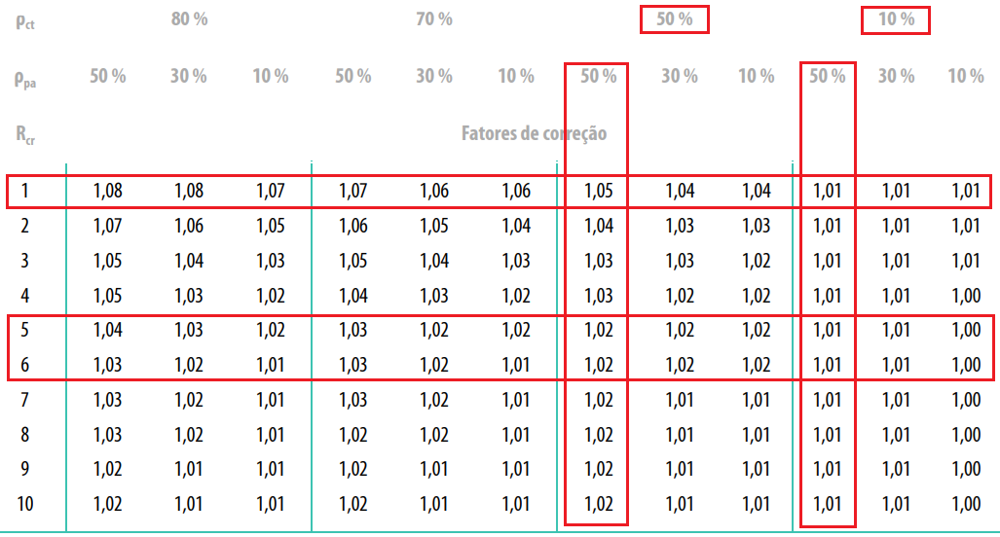 ρct 80 % 70 % 50 % 10 %
ρpa 50 % 30 % 10 % 50 % 30 % 10 % 50 % 30 % 10 % 50 % 30 % 10 %
Rcr Fatores de correção
1 1,08 1,08 1,07 1,07 1,06 1,06 1,05 1,04 1,04 1,01 1,01 1,01
2 1,07 1,06 1,05 1,06 1,05 1,04 1,04 1,03 1,03 1,01 1,01 1,01
3 1,05 1,04 1,03 1,05 1,04 1,03 1,03 1,03 1,02 1,01 1,01 1,01
4 1,05 1,03 1,02 1,04 1,03 1,02 1,03 1,02 1,02 1,01 1,01 1,00
5 1,04 1,03 1,02 1,03 1,02 1,02 1,02 1,02 1,02 1,01 1,01 1,00
6 1,03 1,02 1,01 1,03 1,02 1,01 1,02 1,02 1,02 1,01 1,01 1,00
7 1,03 1,02 1,01 1,03 1,02 1,01 1,02 1,01 1,01 1,01 1,01 1,00
8 1,03 1,02 1,01 1,02 1,02 1,01 1,02 1,01 1,01 1,01 1,01 1,00
9 1,02 1,01 1,01 1,02 1,01 1,01 1,02 1,01 1,01 1,01 1,01 1,00
10 1,02 1,01 1,01 1,02 1,01 1,01 1,02 1,01 1,01 1,01 1,01 1,00